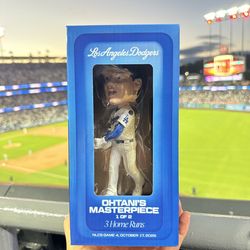 Los Angeles Dodgers
OHTANI'S
MASTERPIECE
1 OF 2
3 Home Runs
NLCS GAME 4, OCTOBER 17, 2025